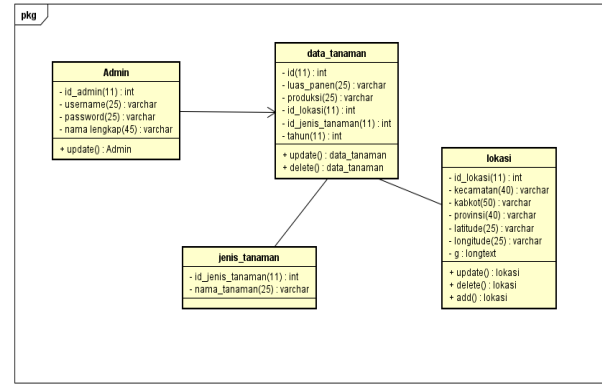 pkg
Admin
- id_admin(11) : int
- username(25) : varchar
- password(25) : varchar
- nama lengkap(45) : varchar
+ update() : Admin
data_tanaman
- id(11) : int
- luas_panen(25) : varchar
- produksi(25) : varchar
- id_lokasi(11) : int
- id_jenis_tanaman(11) : int
- tahun(11) : int
+ update() : data_tanaman
+ delete() : data_tanaman
lokasi
- id_lokasi(11) : int
- kecamatan(40) : varchar
- kabkot(50) : varchar
- provinsi(40) : varchar
- latitude(25) : varchar
- longitude(25) : varchar
- g : longtext
+ update() : lokasi
+ delete() : lokasi
+ add() : lokasi
jenis_tanaman
- id_jenis_tanaman(11) : int
- nama_tanaman(25) : varchar